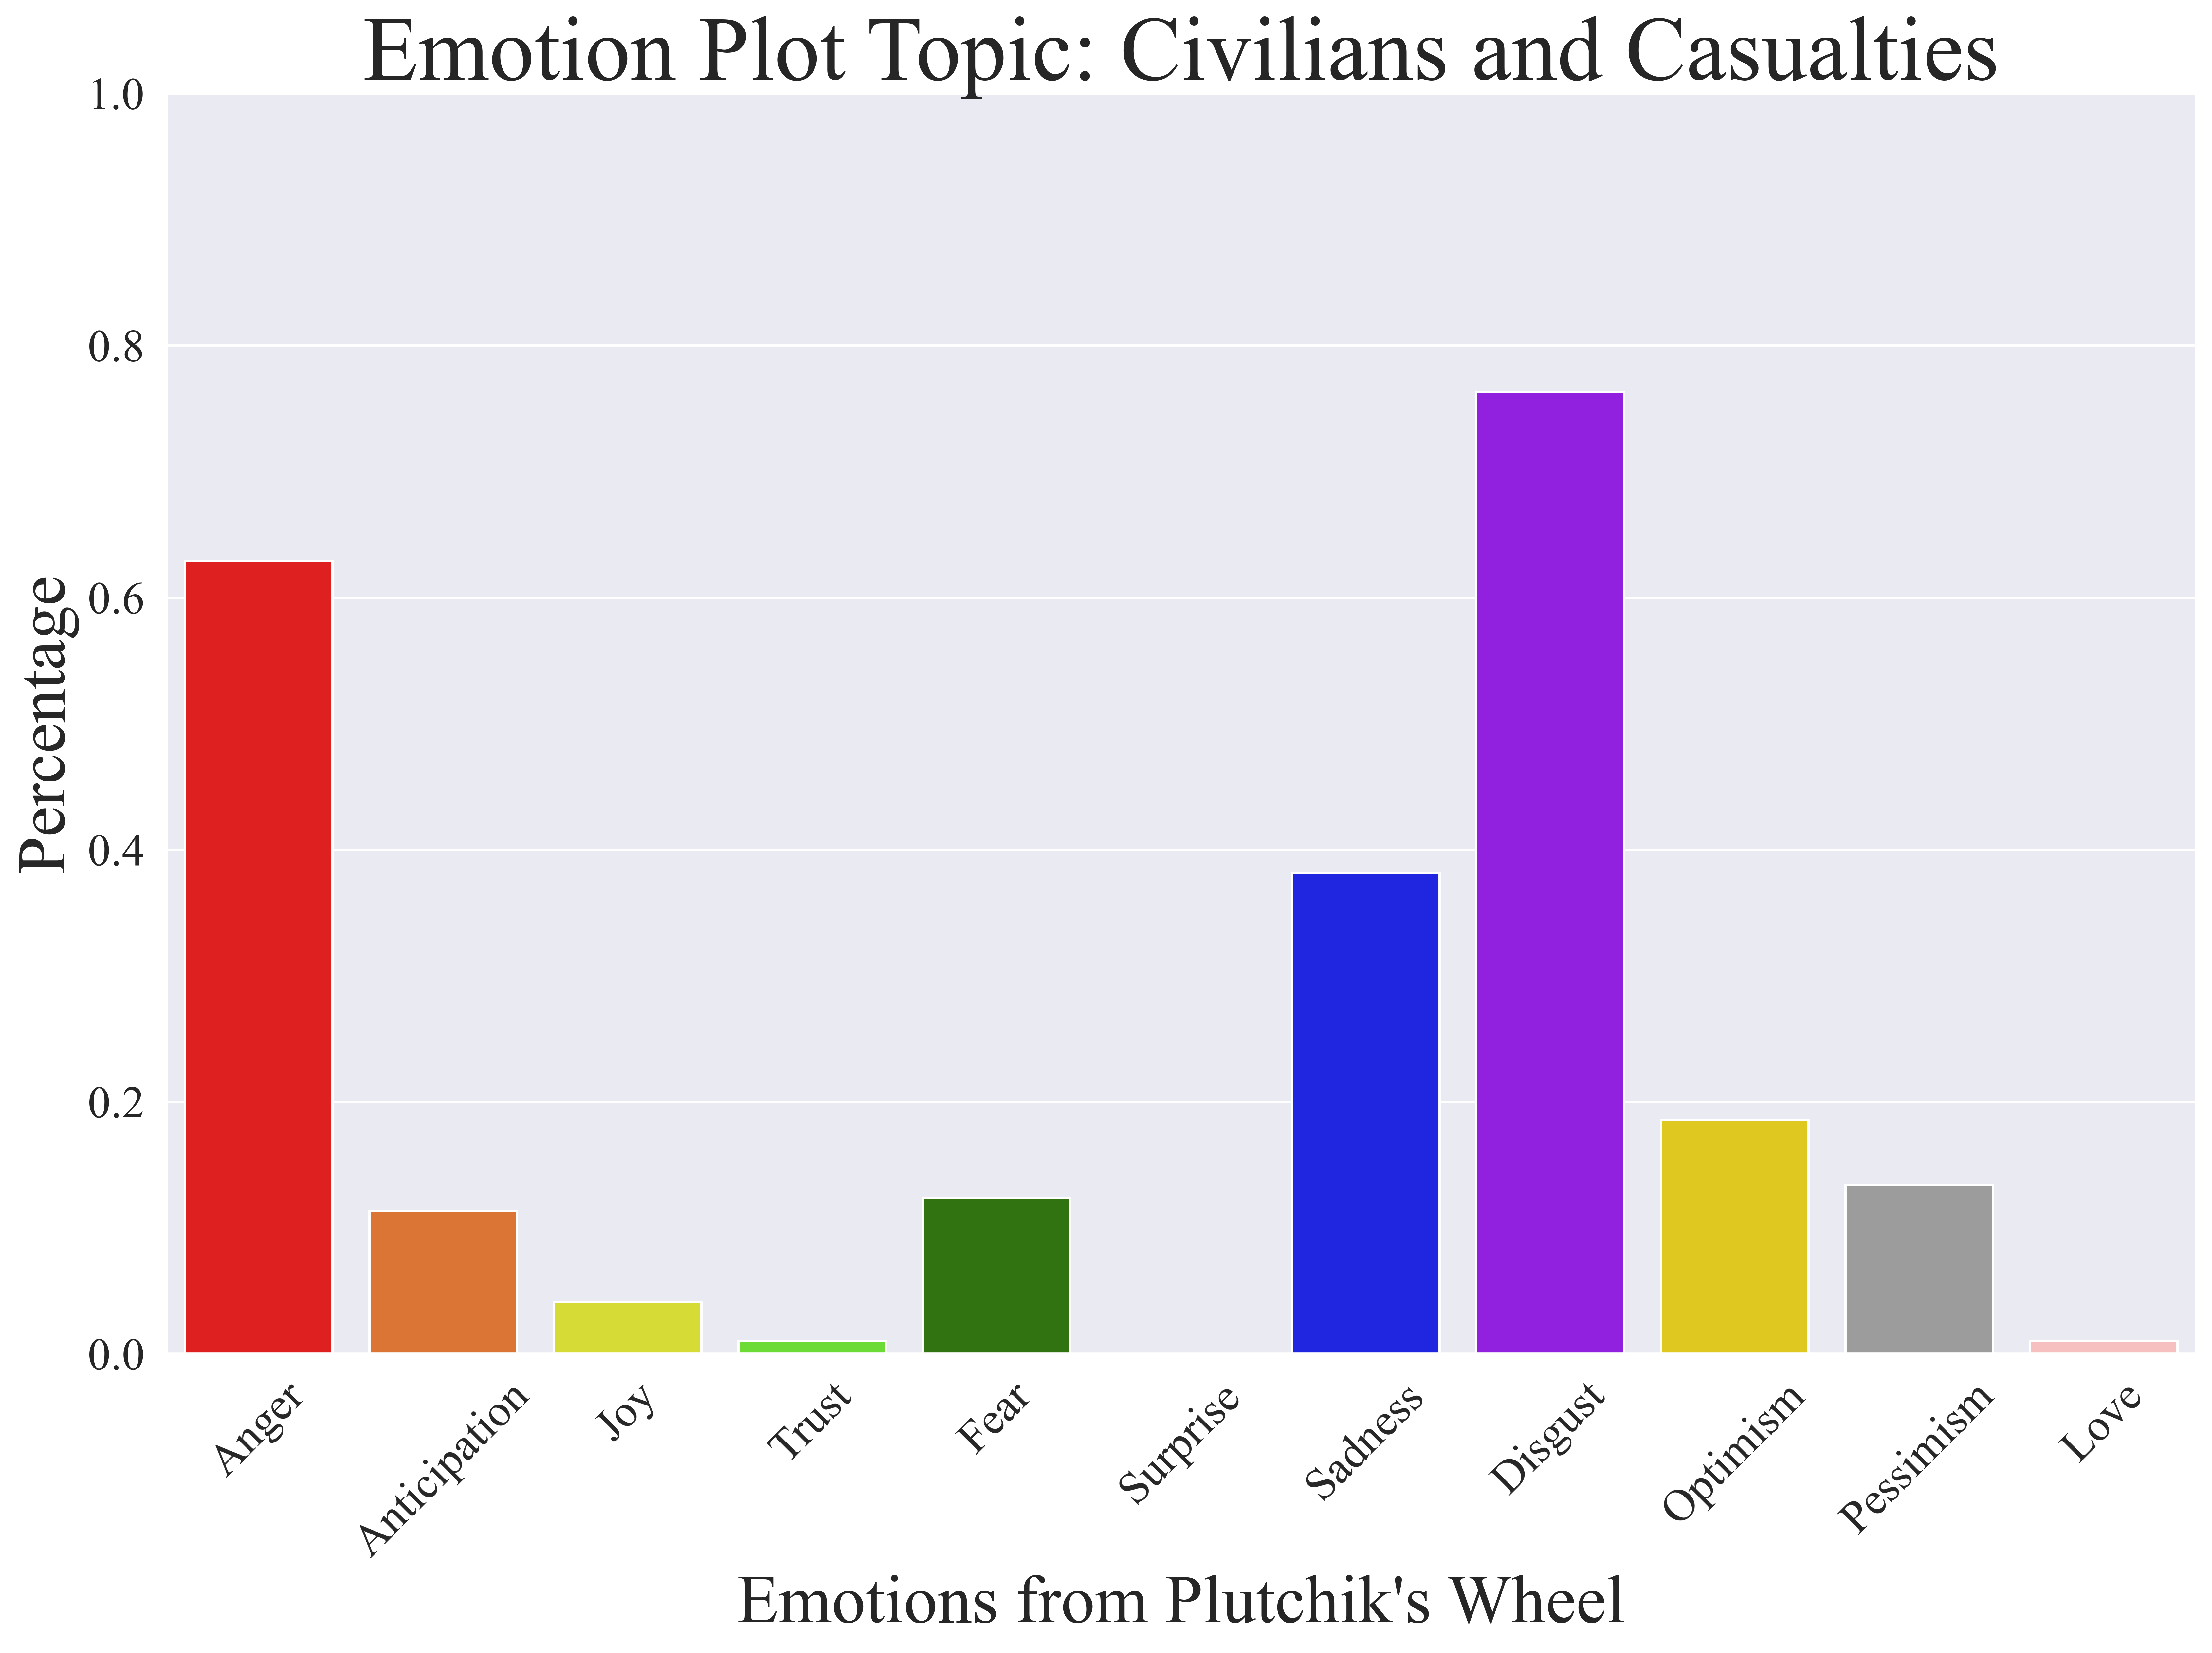 Emotion Plot Topic: Civilians and Casualties
1.0
0.8
0.6
0.4
0.2
0.0
Percentage
Anger
Anticipation
Joy
Trust
Fear
Surprise
Sadness
Disgust
Optimism
Pessimism
Love
Emotions from Plutchik's Wheel